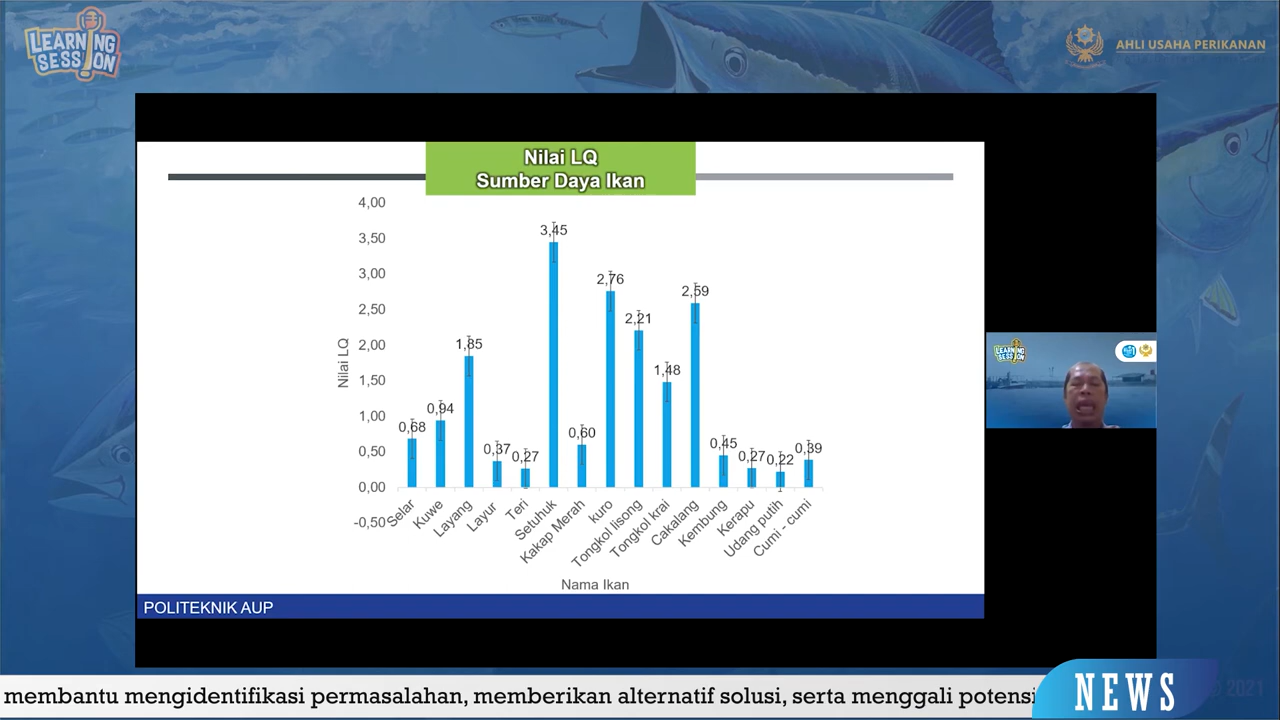 LEARNING
SESSION
AHLI USAHA PERIKANAN
Nilai LQ
Sumber Daya Ikan
4,00
3,50
3,00
2,50
2,00
1,50
1,00
0,50
0,00
-0,50
Nilai LQ
0,68
0,94
1,85
0,37
0,27
3,45
0,60
2,76
2,21
1,48
2,59
0,45
0,27
0,22
0,39
Selar
Kuwe
Layang
Layur
Teri
Setuhuk
Kakap Merah
kuro
Tongkol lisong
Tongkol krai
Cakalang
Kembung
Kerapu
Udang putih
Cumi - cumi
Nama Ikan
POLITEKNIK AUP
LEARNING
SESSION
membantu mengidentifikasi permasalahan, memberikan alternatif solusi, serta menggali potensi
NEWS
2021